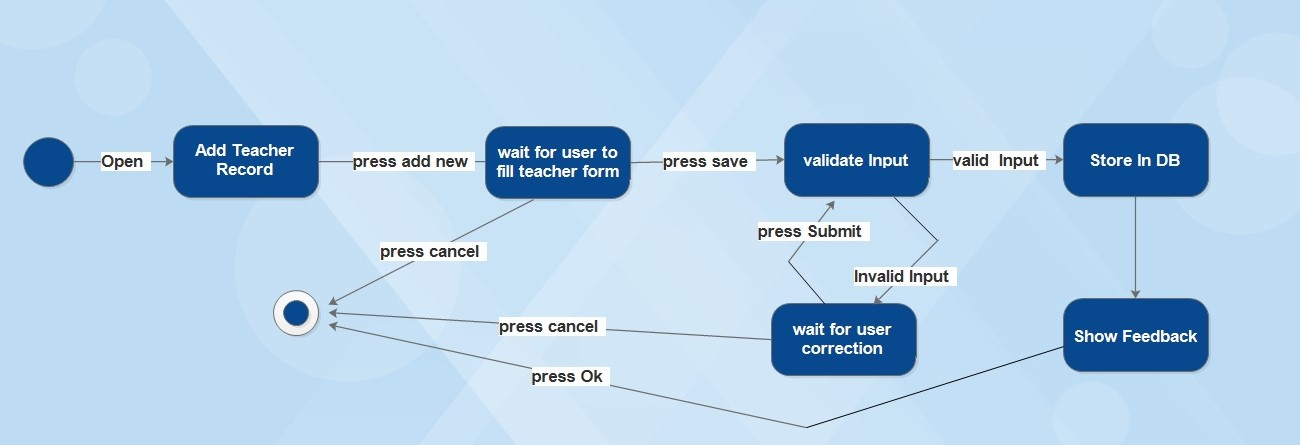 Open
Add Teacher
Record
press add new
wait for user to
fill teacher form
press save
validate Input
valid  Input
Store In DB
press Submit
press cancel
Invalid Input
press cancel
wait for user
correction
Show Feedback
press Ok